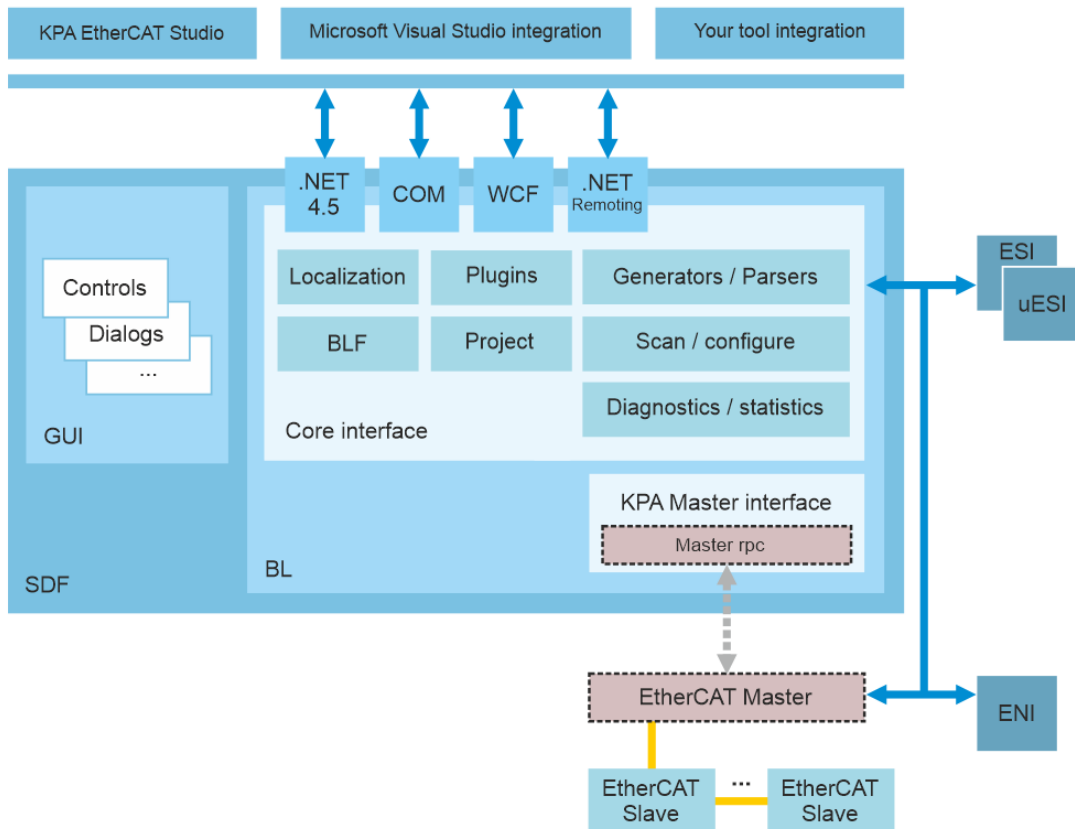 KPA EtherCAT Studio
Microsoft Visual Studio integration
Your tool integration
.NET
4.5
COM
WCF
.NET
Remoting
Localization
Plugins
Generators / Parsers
ESI
uESI
Controls
Dialogs
...
BLF
Project
Scan / configure
Diagnostics / statistics
GUI
Core interface
KPA Master interface
Master rpc
BL
SDF
EtherCAT Master
ENI
EtherCAT
Slave
...
EtherCAT
Slave